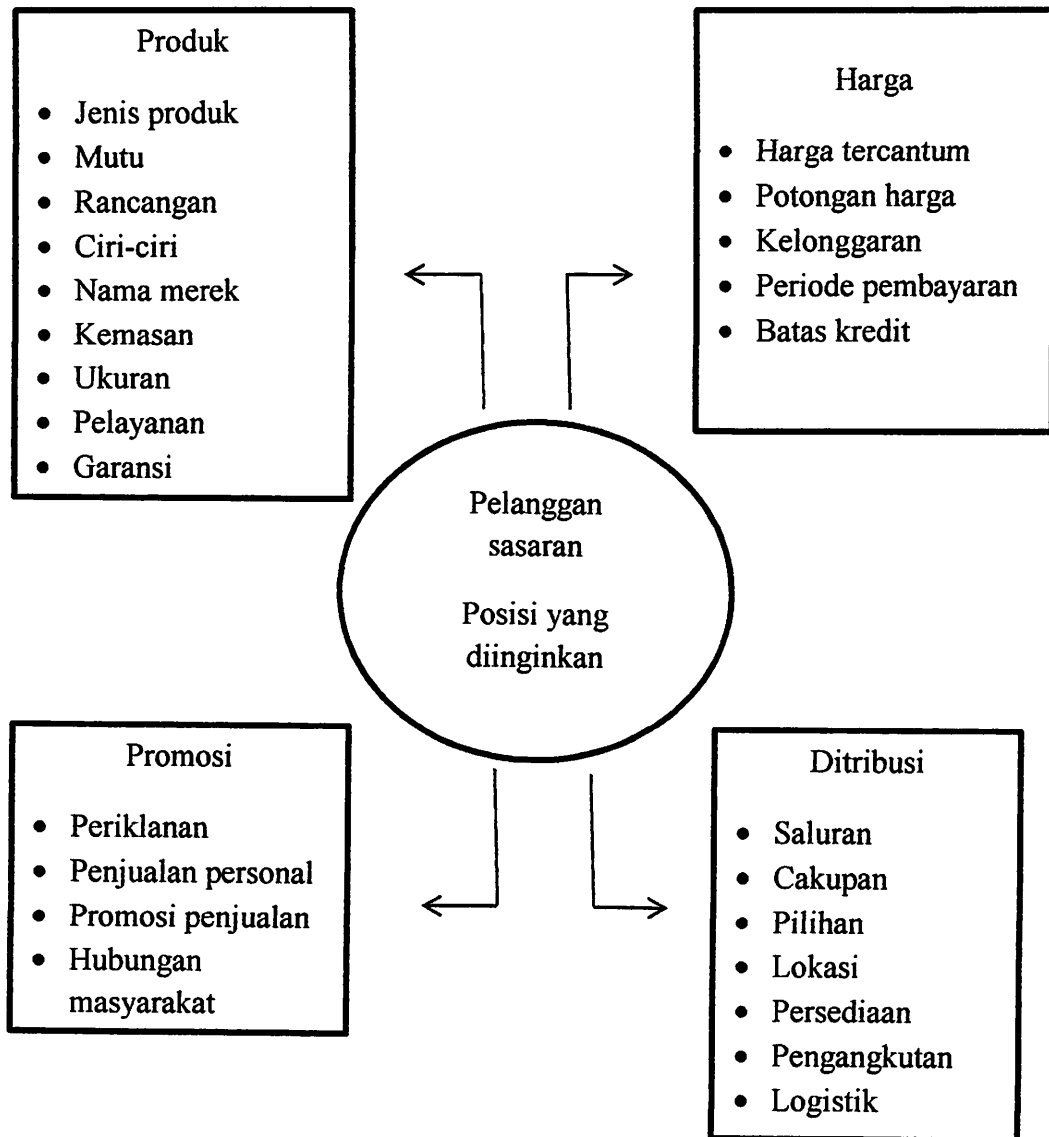 Produk
• Jenis produk
• Mutu
• Rancangan
• Ciri-ciri
• Nama merek
• Kemasan
• Ukuran
• Pelayanan
• Garansi
Harga
• Harga tercantum
• Potongan harga
• Kelonggaran
• Periode pembayaran
• Batas kredit
Pelanggan
sasaran
Posisi yang
diinginkan
Promosi
• Periklanan
• Penjualan personal
• Promosi penjualan
• Hubungan
masyarakat
Ditribusi
• Saluran
• Cakupan
• Pilihan
• Lokasi
• Persediaan
• Pengangkutan
• Logistik